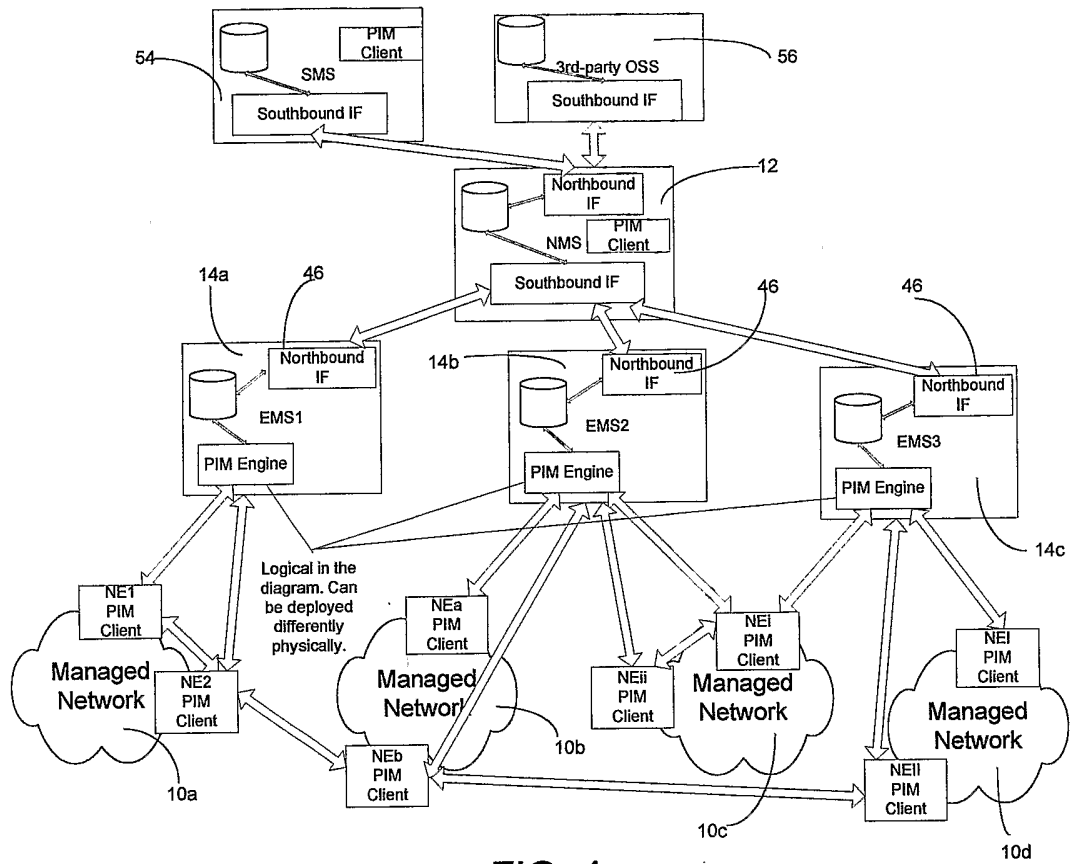 PIM
Client
54
SMS
Southbound IF
56
3rd-party OSS
Southbound IF
12
Northbound
IF
PIM
Client
NMS
Southbound IF
14a
46
Northbound
IF
EMS1
PIM Engine
14b
46
Northbound
IF
EMS2
PIM Engine
46
Northbound
IF
EMS3
PIM Engine
14c
Logical in the
diagram. Can
be deployed
differently
physically.
NE1
PIM
Client
Managed
Network
NE2
PIM
Client
10a
NEa
PIM
Client
Managed
Network
10b
NEb
PIM
Client
NEi
PIM
Client
NEii
PIM
Client
Managed
Network
10c
NEI
PIM
Client
Managed
Network
NEII
PIM
Client
10d